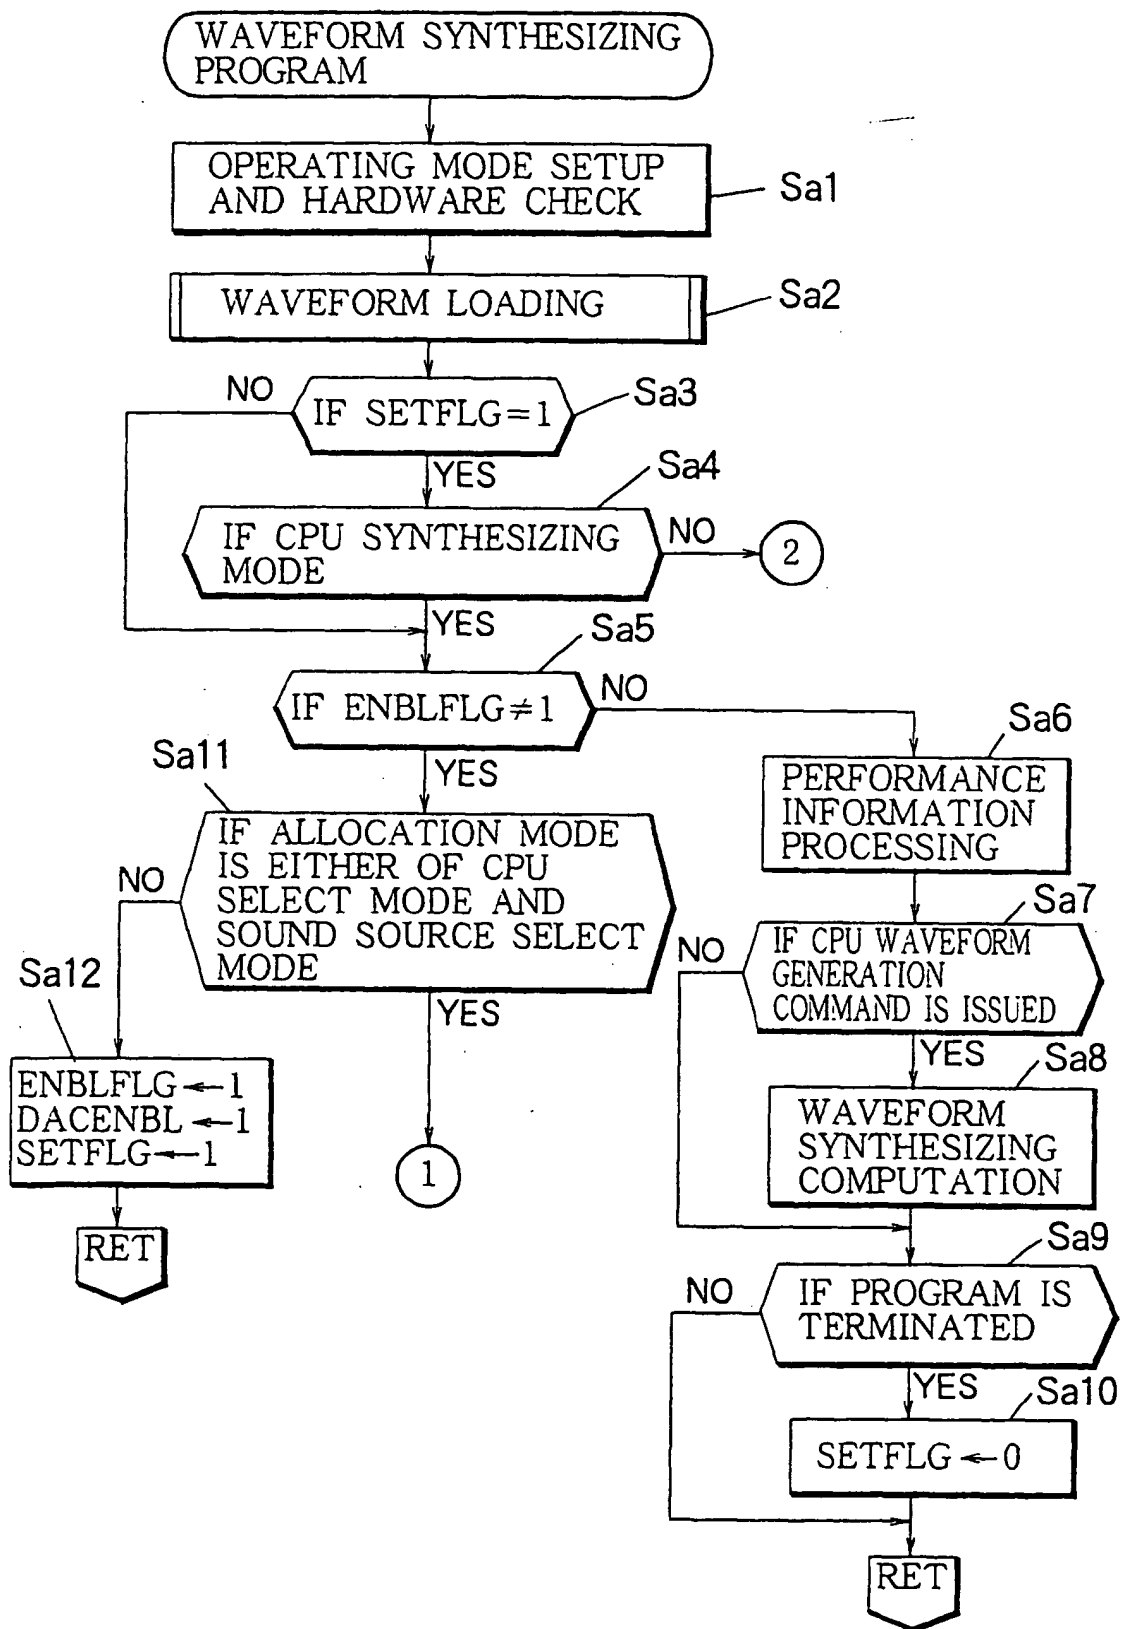 WAVEFORM SYNTHESIZING
PROGRAM
OPERATING MODE SETUP
AND HARDWARE CHECK
Sa1
WAVEFORM LOADING
Sa2
NO
IF SETFLG=1
Sa3
YES
Sa4
IF CPU SYNTHESIZING
MODE
NO
2
YES
Sa5
IF ENBLFLG≠1
NO
YES
Sa6
PERFORMANCE
INFORMATION
PROCESSING
Sa11
IF ALLOCATION MODE
IS EITHER OF CPU
SELECT MODE AND
SOUND SOURCE SELECT
MODE
NO
YES
Sa12
ENBLFLG←1
DACENBL←1
SETFLG←1
RET
1
Sa7
NO
IF CPU WAVEFORM
GENERATION
COMMAND IS ISSUED
YES
Sa8
WAVEFORM
SYNTHESIZING
COMPUTATION
Sa9
NO
IF PROGRAM IS
TERMINATED
YES
Sa10
SETFLG←0
RET